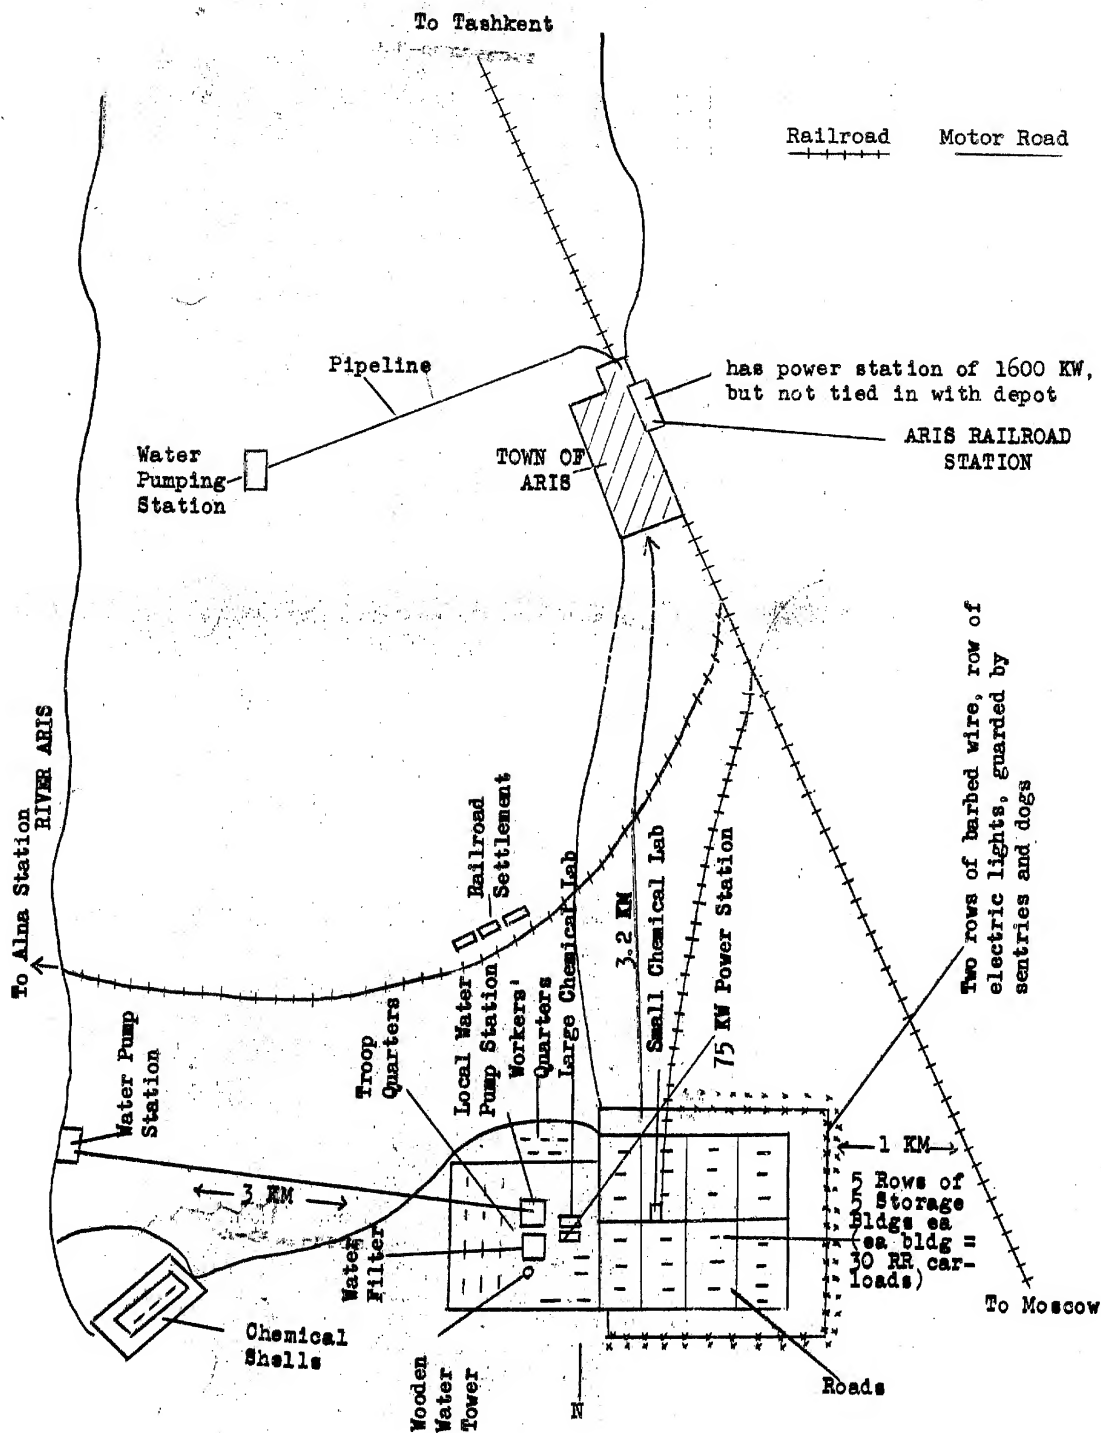 To Tashkent
Railroad
Motor Road
Pipeline
has power station of 1600 KW,
but not tied in with depot
ARIS RAILROAD
STATION
Water
Pumping
Station
TOWN OF
ARIS
To Alna Station
RIVER ARIS
Railroad
Settlement
Two rows of barbed wire, row of
electric lights, guarded by
sentries and dogs
Water Pump
Station
Troop
Quarters
Local Water
Pump Station
Workers'
Quarters
Large Chemical Lab
3.2 KM
Small Chemical Lab
75 KW Power Station
3 KM
1 KM
5 Rows of
5 Storage
Bldgs ea
(ea bldg =
30 RR car-
loads)
Water
Filter
Chemical
Shells
Wooden
Water
Tower
N
Roads
To Moscow